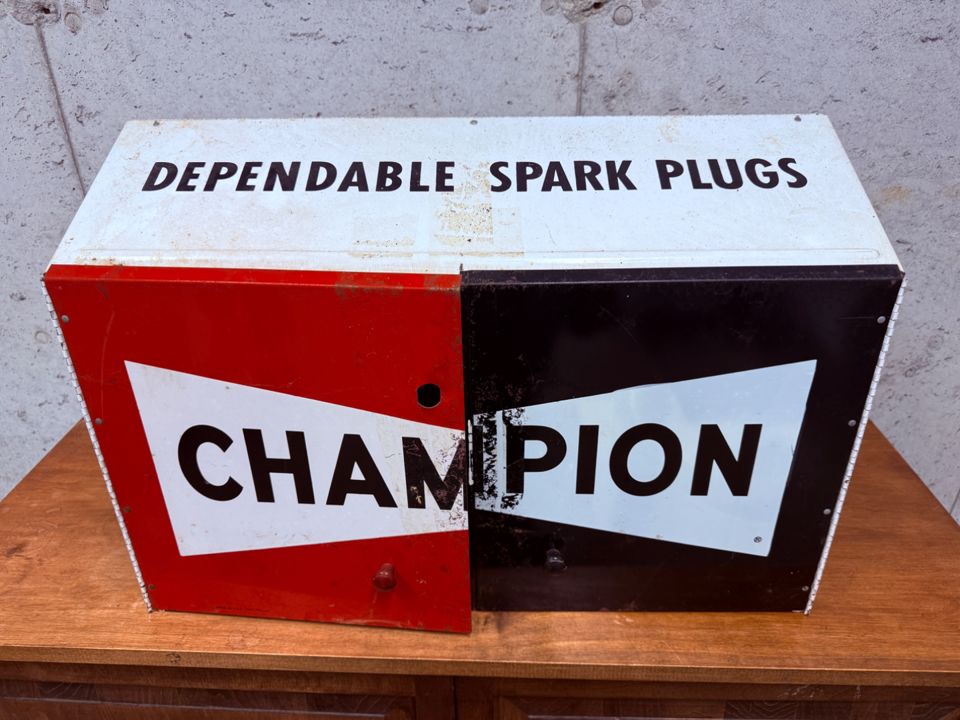 DEPENDABLE SPARK PLUGS
CHAMPION
®